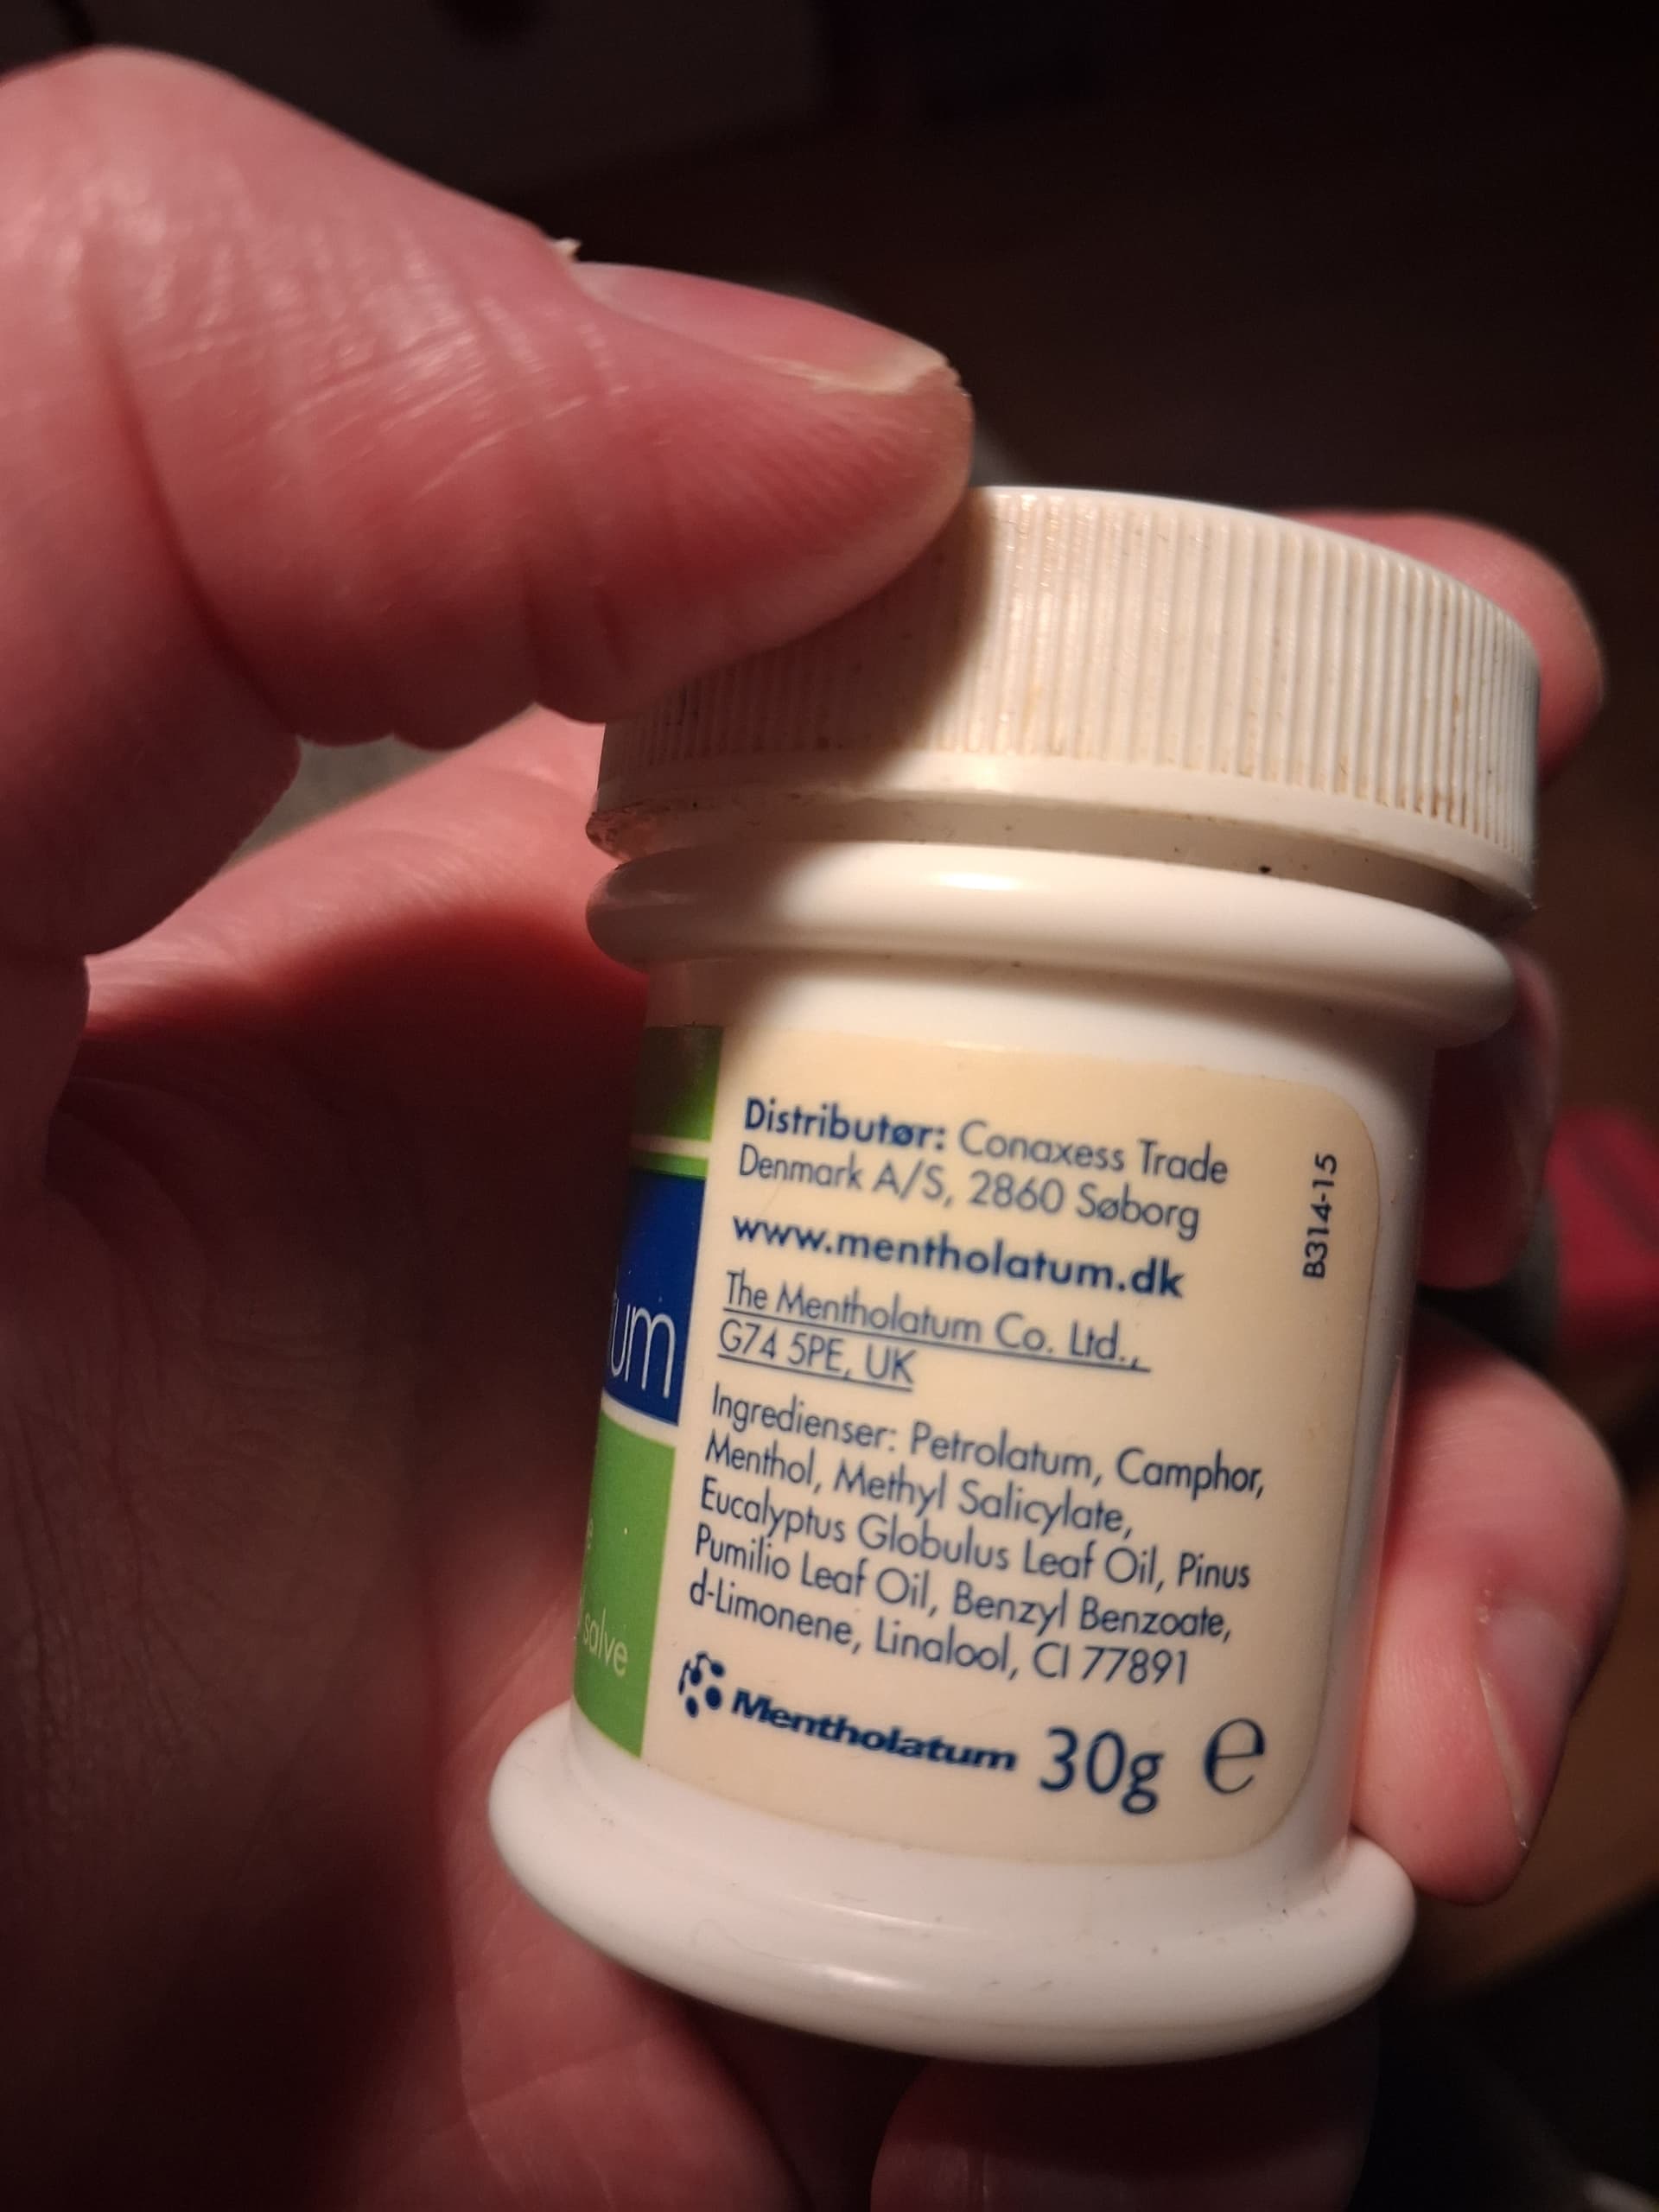 Distributør: Conaxess Trade
Denmark A/S, 2860 Søborg
www.mentholatum.dk
The Mentholatum Co. Ltd.,
G74 5PE, UK
Ingredienser: Petrolatum, Camphor,
Menthol, Methyl Salicylate,
Eucalyptus Globulus Leaf Oil, Pinus
Pumilio Leaf Oil, Benzyl Benzoate,
d-Limonene, Linalool, CI 77891
Mentholatum 30g ℮
B314-15
um
salve